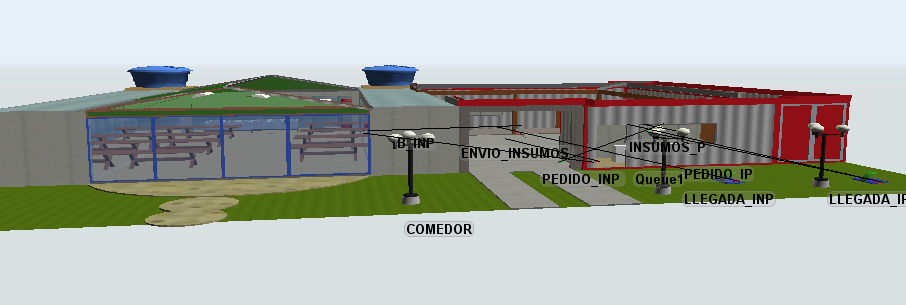 B_INP
ENVIO_INSUMOS
INSUMOS_P
PEDIDO_INP
Queue1
PEDIDO_IP
LLEGADA_INP
LLEGADA_IP
COMEDOR